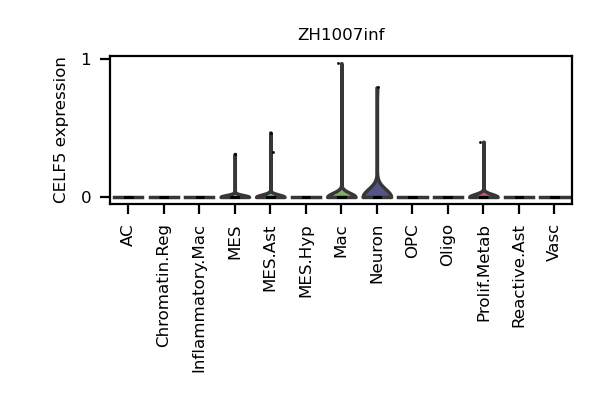 ZH1007inf
CELF5 expression
1
0
AC
Chromatin.Reg
Inflammatory.Mac
MES
MES.Ast
MES.Hyp
Mac
Neuron
OPC
Oligo
Prolif.Metab
Reactive.Ast
Vasc